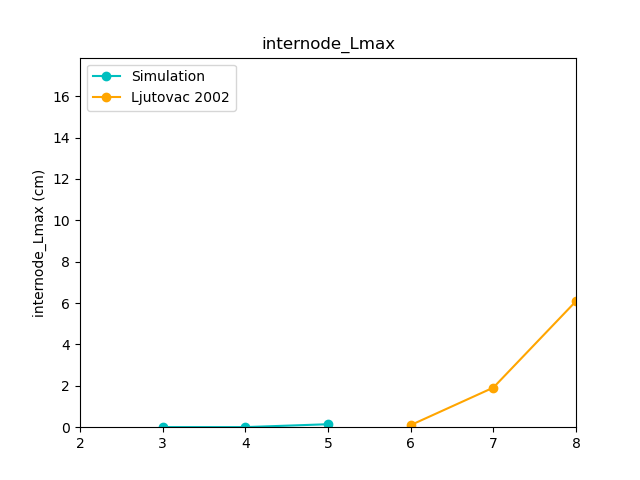 internode_Lmax
Simulation
Ljutovac 2002
internode_Lmax (cm)
16
14
12
10
8
6
4
2
0
2 3 4 5 6 7 8